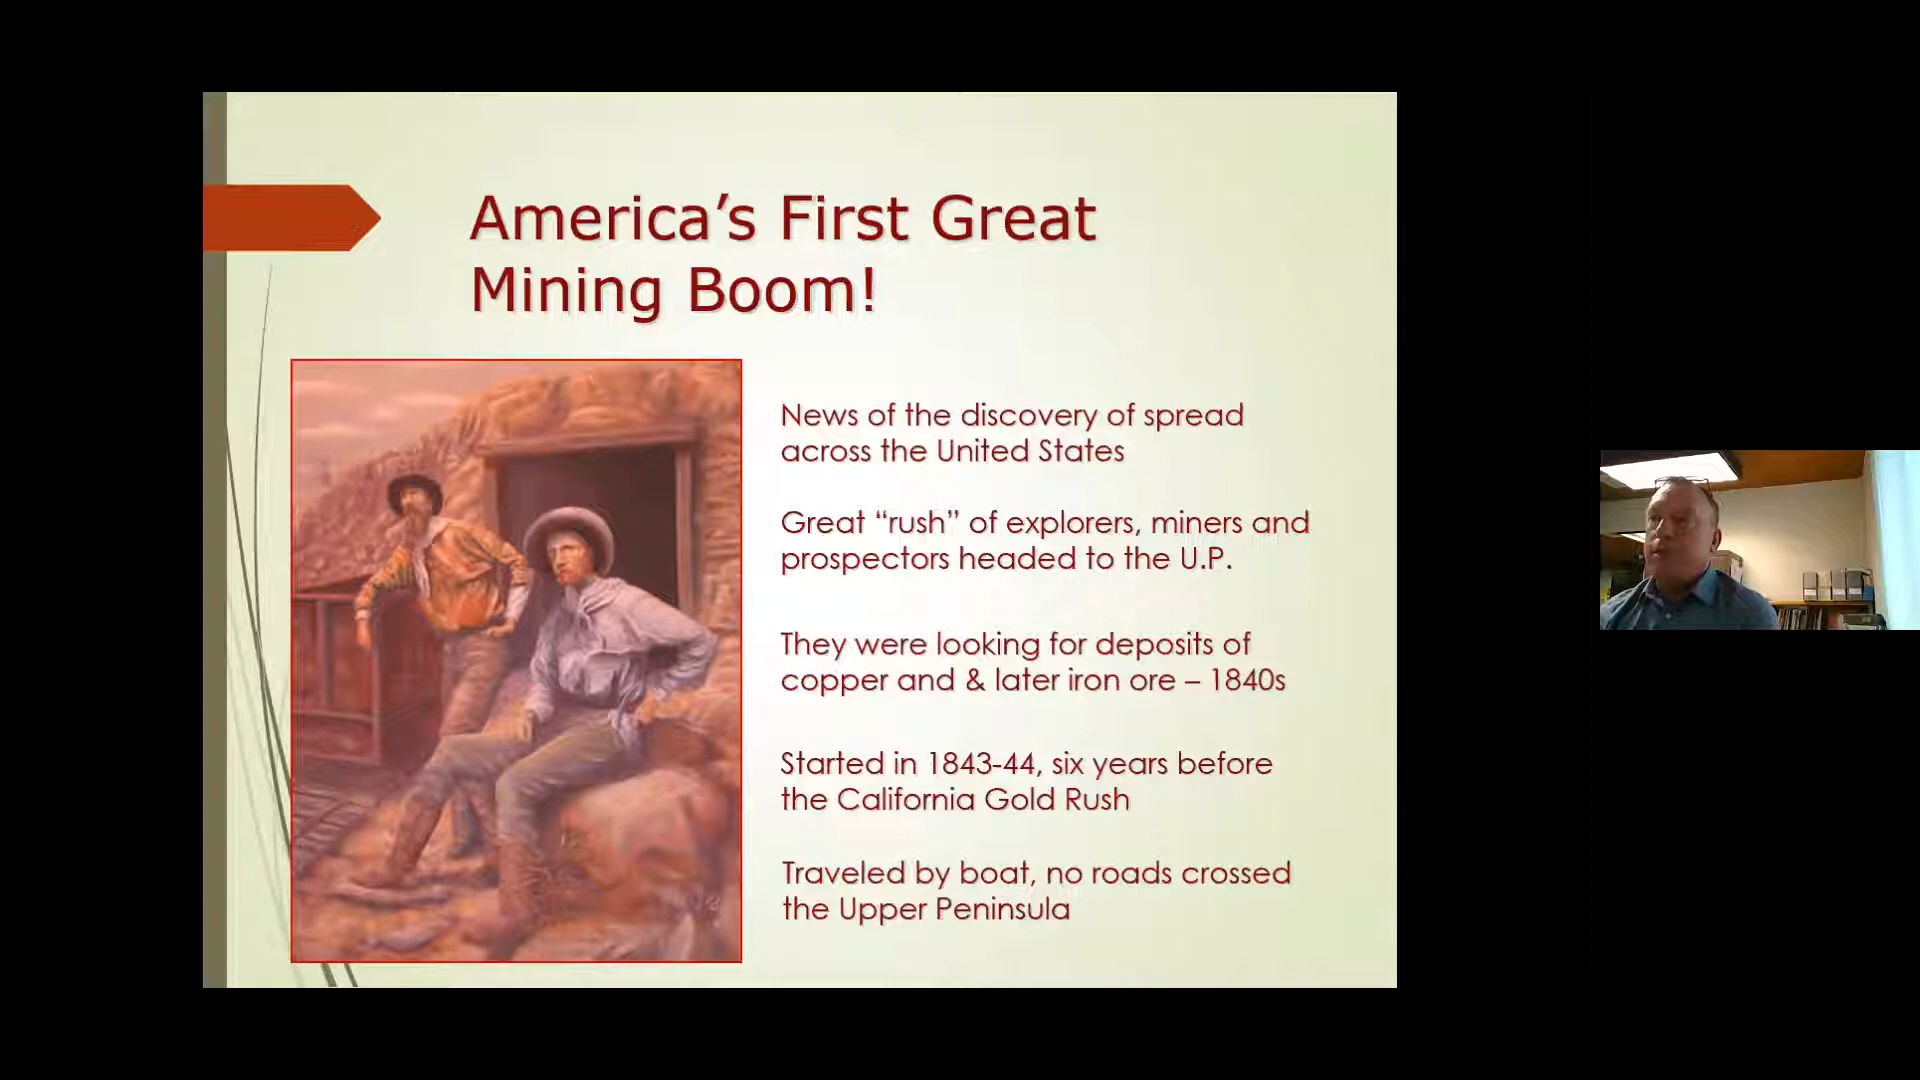 America’s First Great
Mining Boom!
News of the discovery of spread
across the United States
Great “rush” of explorers, miners and
prospectors headed to the U.P.
They were looking for deposits of
copper and & later iron ore – 1840s
Started in 1843-44, six years before
the California Gold Rush
Traveled by boat, no roads crossed
the Upper Peninsula